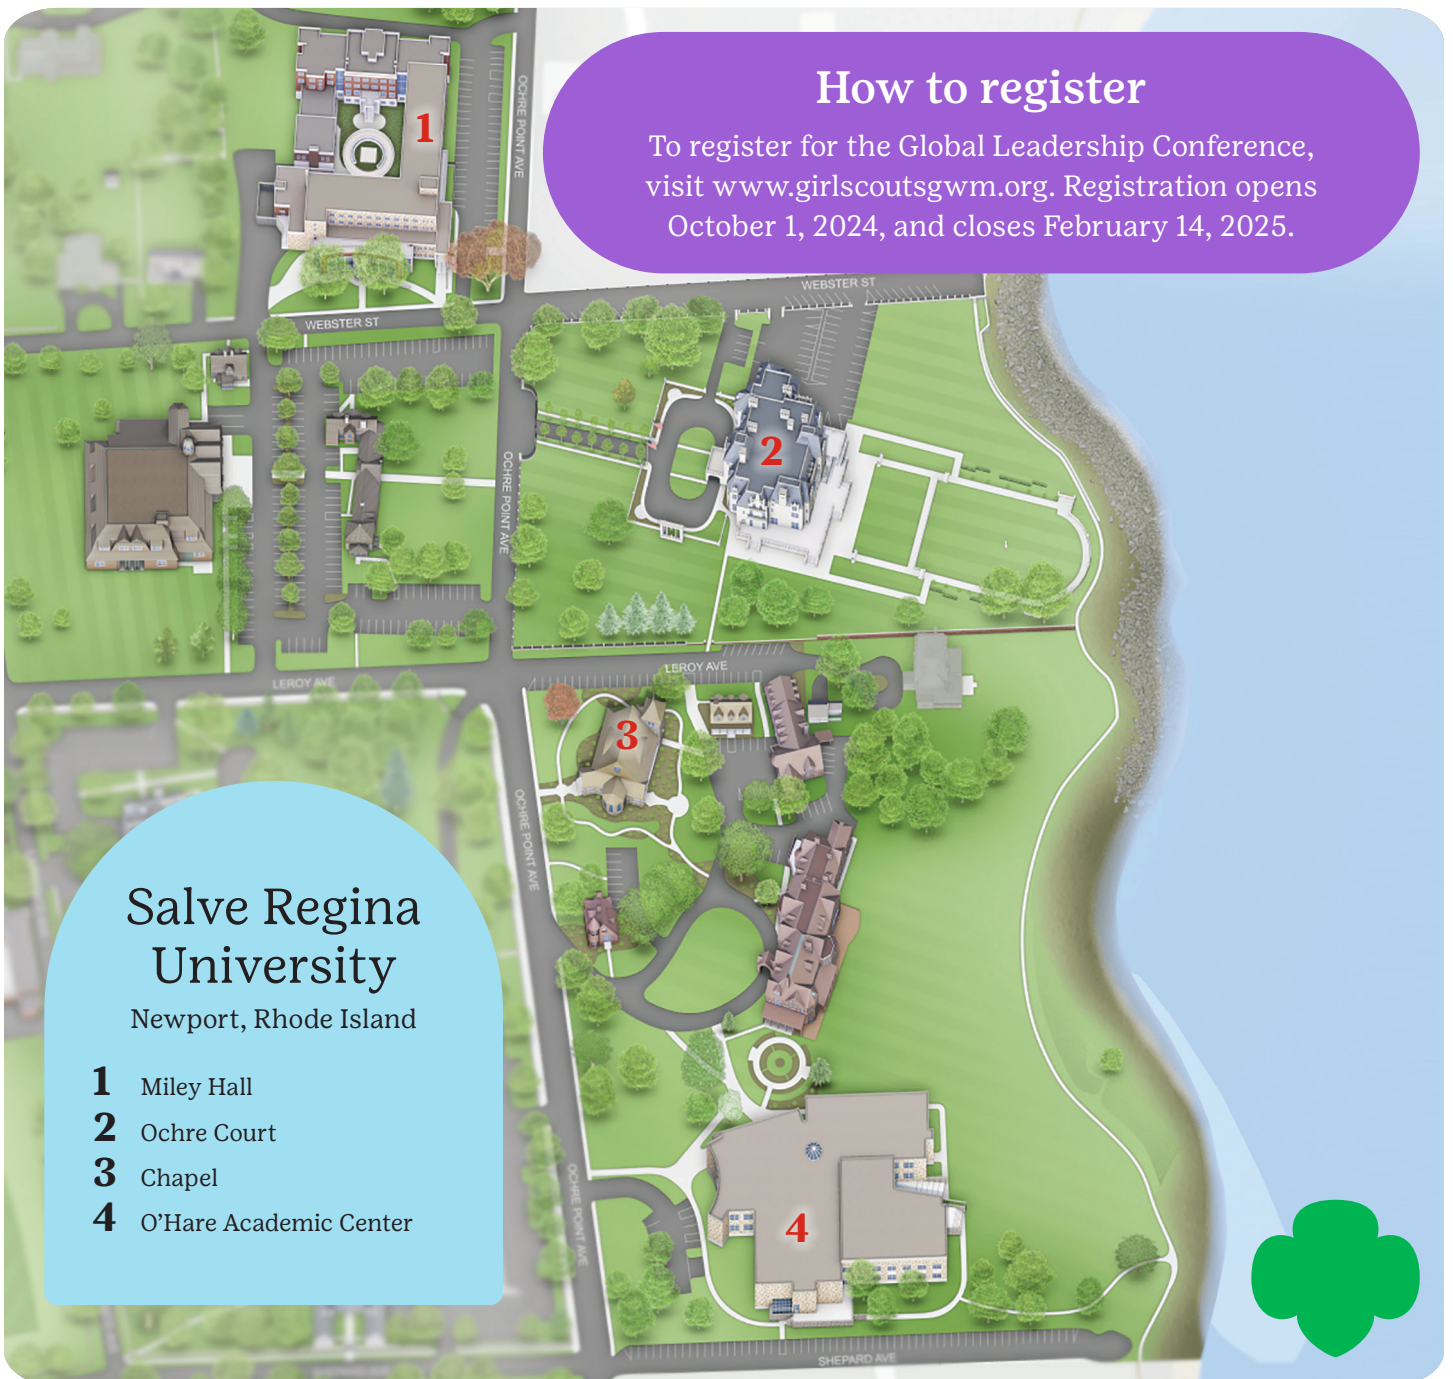 How to register
To register for the Global Leadership Conference,
visit www.girlscoutsgwm.org. Registration opens
October 1, 2024, and closes February 14, 2025.
OCHRE POINT AVE
1
WEBSTER ST
WEBSTER ST
2
OCHRE POINT AVE
LEROY AVE
LEROY AVE
3
OCHRE POINT AVE
Salve Regina
University
Newport, Rhode Island
1 Miley Hall
2 Ochre Court
3 Chapel
4 O’Hare Academic Center
OCHRE POINT AVE
4
SHEPARD AVE